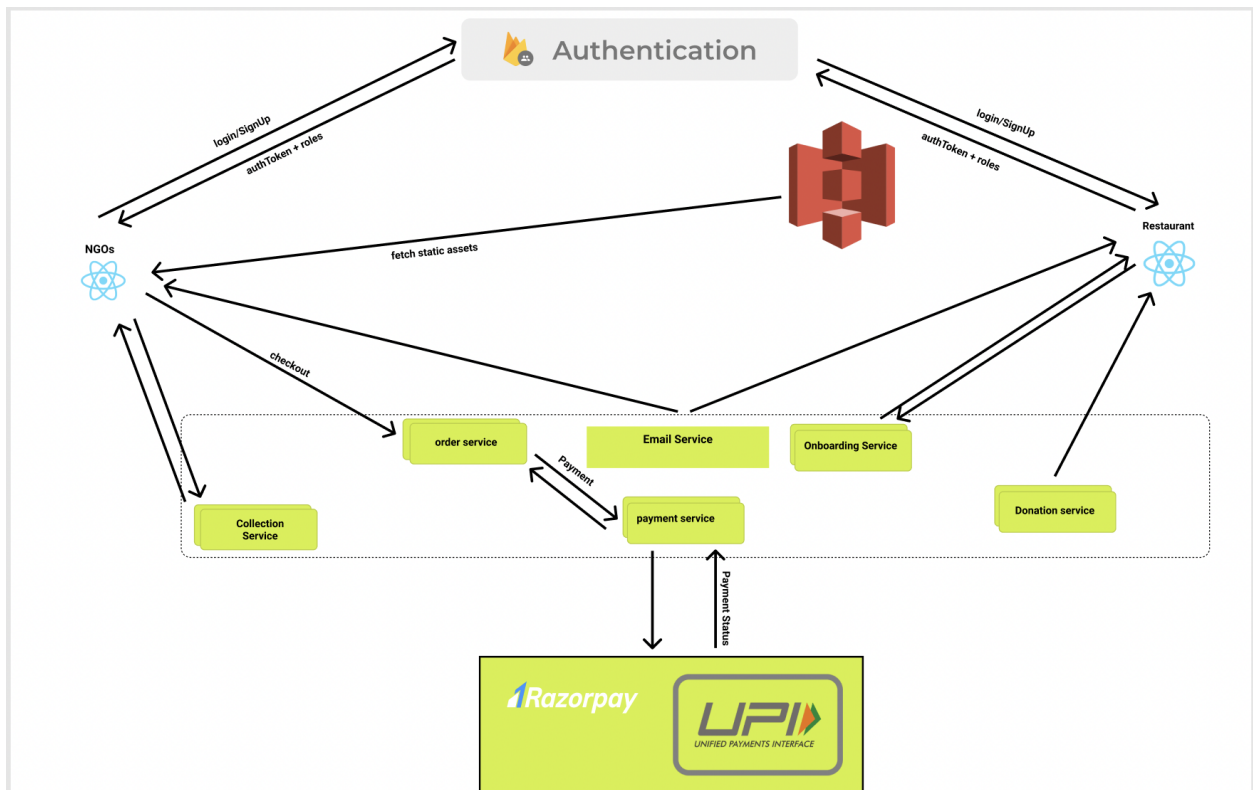 Authentication
login/SignUp
authToken + roles
login/SignUp
authToken + roles
NGOs
Restaurant
fetch static assets
checkout
order service
Email Service
Onboarding Service
Payment
payment service
Donation service
Collection
Service
Payment Status
Razorpay
UPI
UNIFIED PAYMENTS INTERFACE